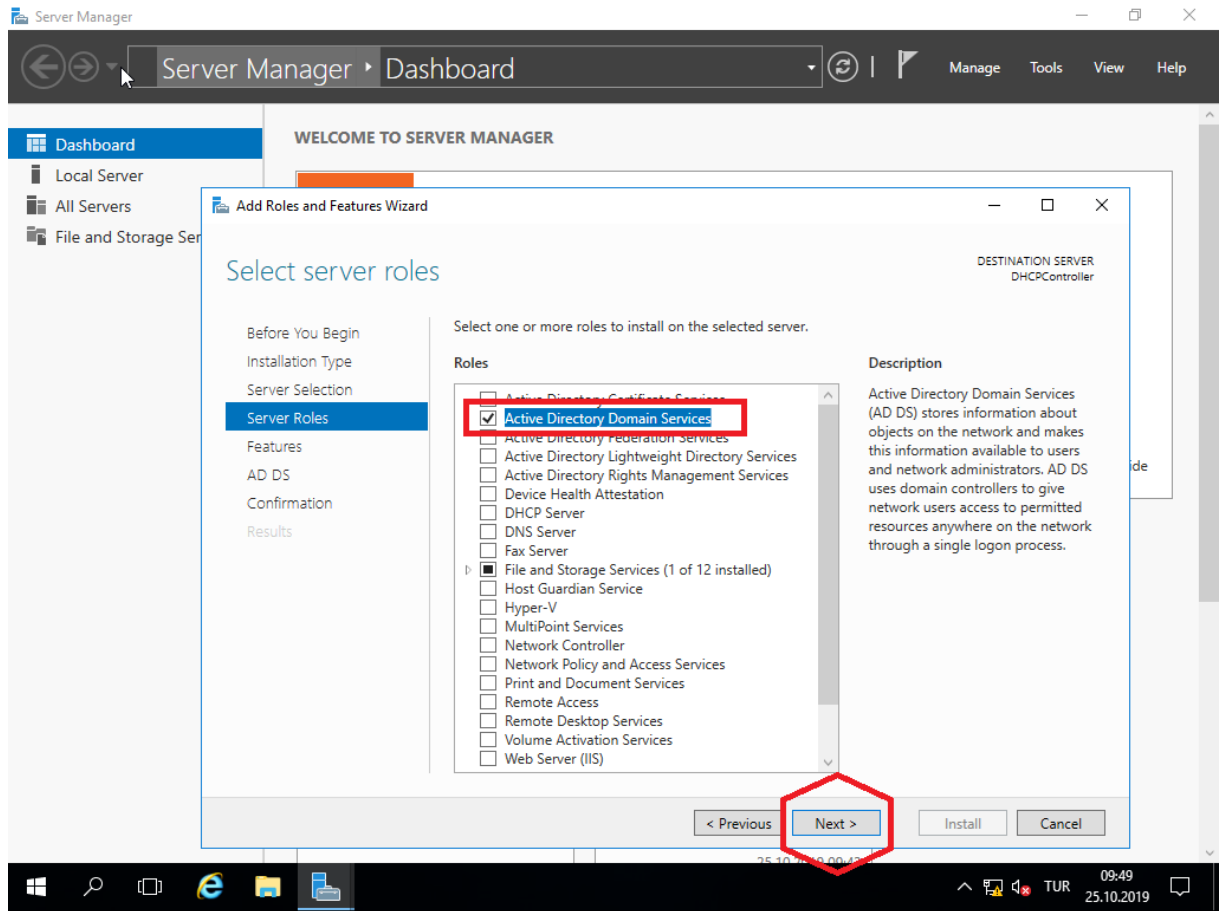 Server Manager
Server Manager • Dashboard
Manage Tools View Help
Dashboard
Local Server
All Servers
File and Storage Ser
WELCOME TO SERVER MANAGER
Add Roles and Features Wizard
Select server roles
DESTINATION SERVER
DHCPController
Before You Begin
Installation Type
Server Selection
Server Roles
Features
AD DS
Confirmation
Results
Select one or more roles to install on the selected server.
Roles
Active Directory Certificate Services
Active Directory Domain Services
Active Directory Federation Services
Active Directory Lightweight Directory Services
Active Directory Rights Management Services
Device Health Attestation
DHCP Server
DNS Server
Fax Server
File and Storage Services (1 of 12 installed)
Host Guardian Service
Hyper-V
MultiPoint Services
Network Controller
Network Policy and Access Services
Print and Document Services
Remote Access
Remote Desktop Services
Volume Activation Services
Web Server (IIS)
Description
Active Directory Domain Services
(AD DS) stores information about
objects on the network and makes
this information available to users
and network administrators. AD DS
uses domain controllers to give
network users access to permitted
resources anywhere on the network
through a single logon process.
ide
< Previous
Next >
Install
Cancel
TUR
09:49
25.10.2019